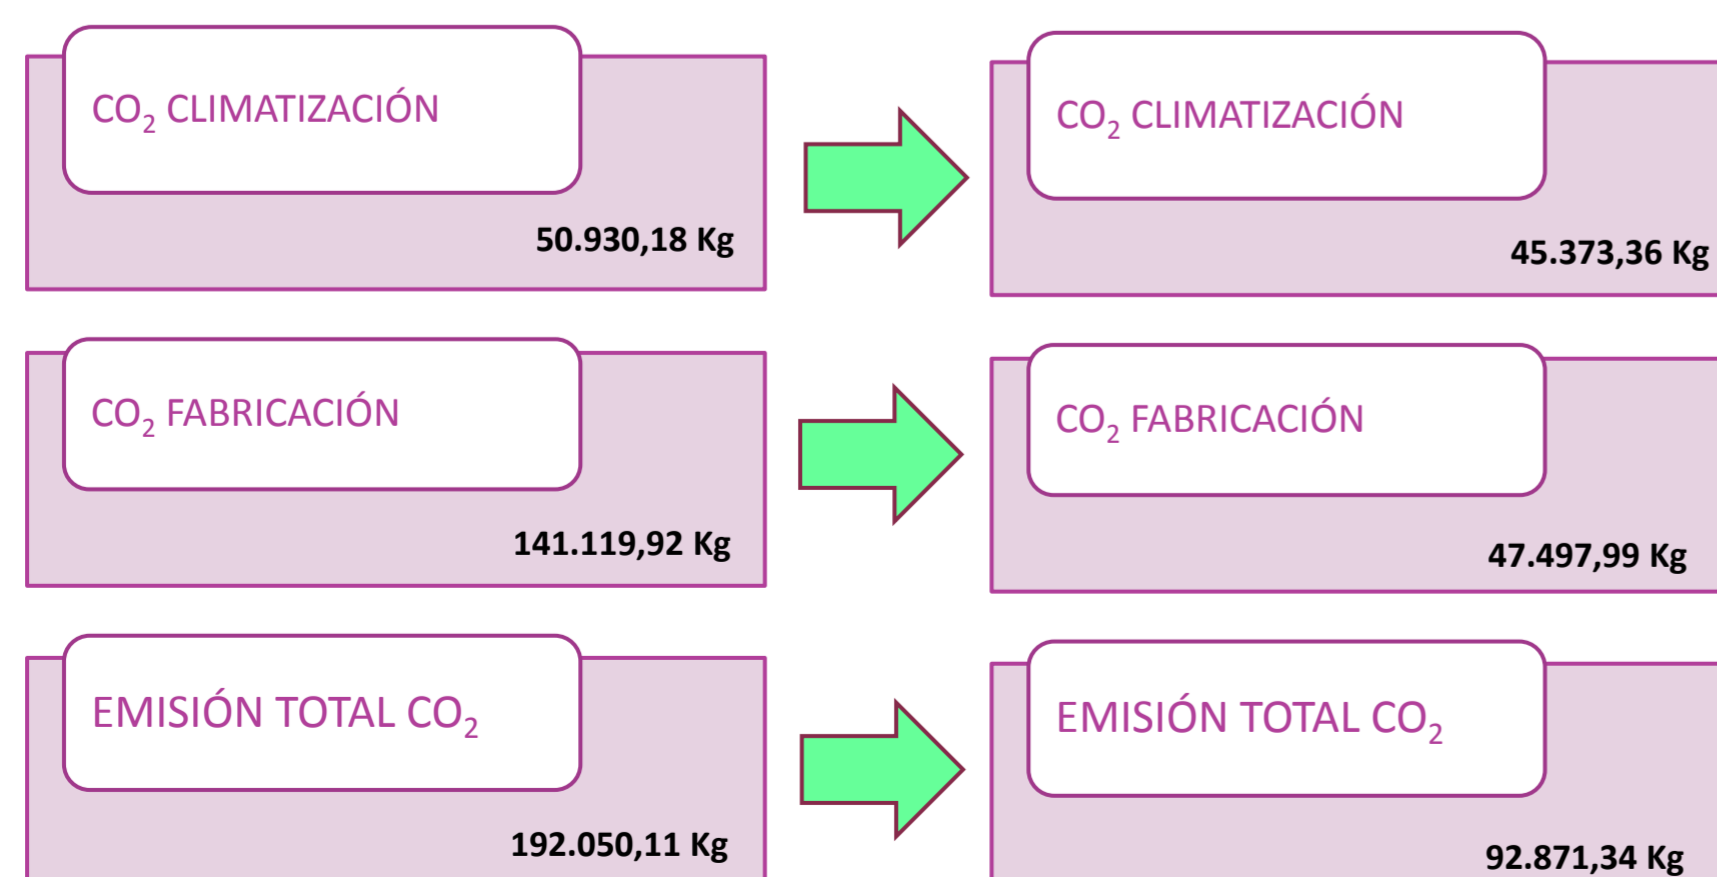 CO₂ CLIMATIZACIÓN
50.930,18 Kg
CO₂ CLIMATIZACIÓN
45.373,36 Kg
CO₂ FABRICACIÓN
141.119,92 Kg
CO₂ FABRICACIÓN
47.497,99 Kg
EMISIÓN TOTAL CO₂
192.050,11 Kg
EMISIÓN TOTAL CO₂
92.871,34 Kg